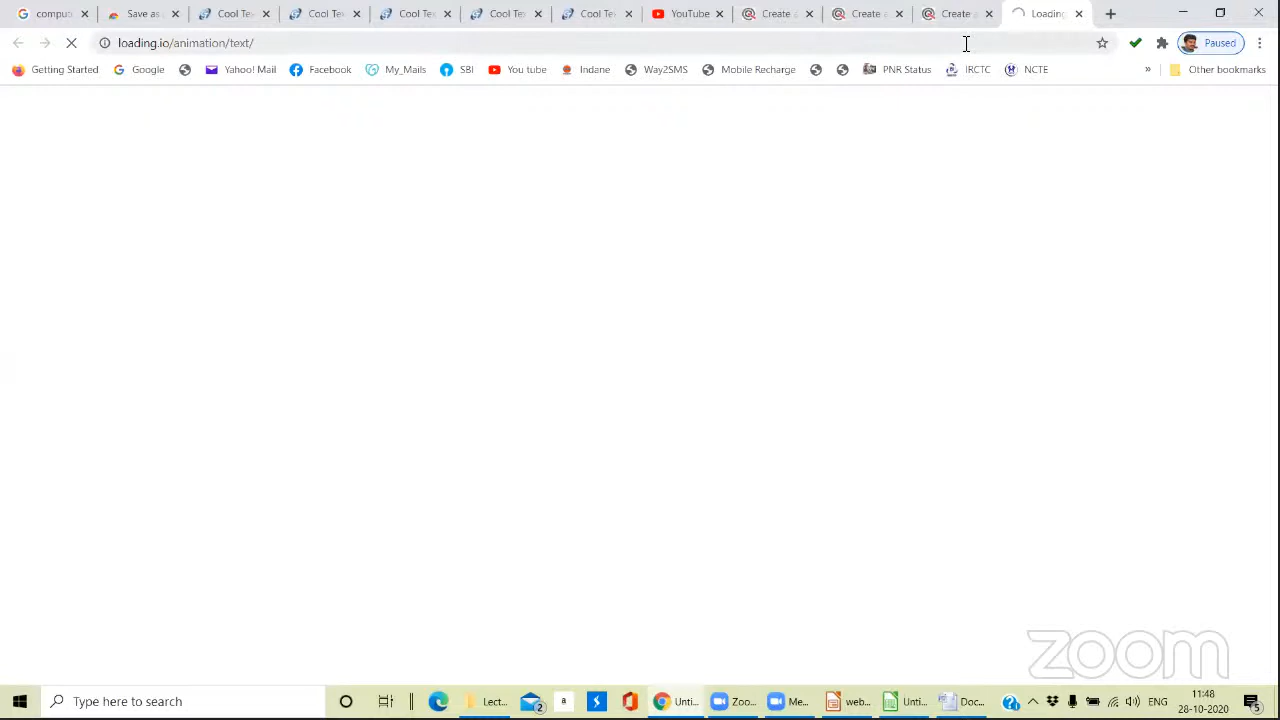 compu Save as Cool Te Cool Te Cool Te Cool Te Cool Te YouTube Create Create Create Loading
loading.io/animation/text/ Paused
Getting Started Google Yahoo! Mail Facebook My_Mails SBI You tube Indane Way2SMS Mobile Recharge PNR Status IRCTC NCTE » Other bookmarks
zoom
Type here to search Lect... 2 a Unti... Zoo... Me... web... Unti... Doc... ENG 11:48
28-10-2020 5